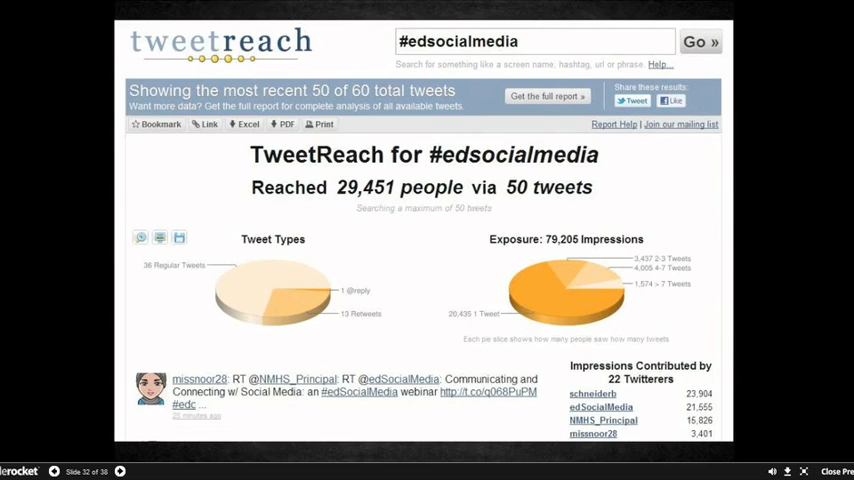 tweetreach
#edsocialmedia
Go »
Search for something like a screen name, hashtag, url or phrase. Help...
Showing the most recent 50 of 60 total tweets
Want more data? Get the full report for complete analysis of all available tweets.
Get the full report »
Share these results:
Tweet
Like
Bookmark
Link
Excel
PDF
Print
Report Help | Join our mailing list
TweetReach for #edsocialmedia
Reached 29,451 people via 50 tweets
Searching a maximum of 50 tweets
Tweet Types
36 Regular Tweets
1 @reply
13 Retweets
Exposure: 79,205 Impressions
3,437 2-3 Tweets
4,005 4-7 Tweets
1,574 > 7 Tweets
20,435 1 Tweet
Each pie slice shows how many people saw how many tweets
missnoor28: RT @NMHS_Principal: RT @edSocialMedia: Communicating and
Connecting w/ Social Media: an #edSocialMedia webinar http://t.co/q068PuPM
#edc ...
25 minutes ago
Impressions Contributed by
22 Twitterers
schneiderb 23,904
edSocialMedia 21,555
NMHS_Principal 15,826
missnoor28 3,401
lerocket
Slide 32 of 38
Close Pre